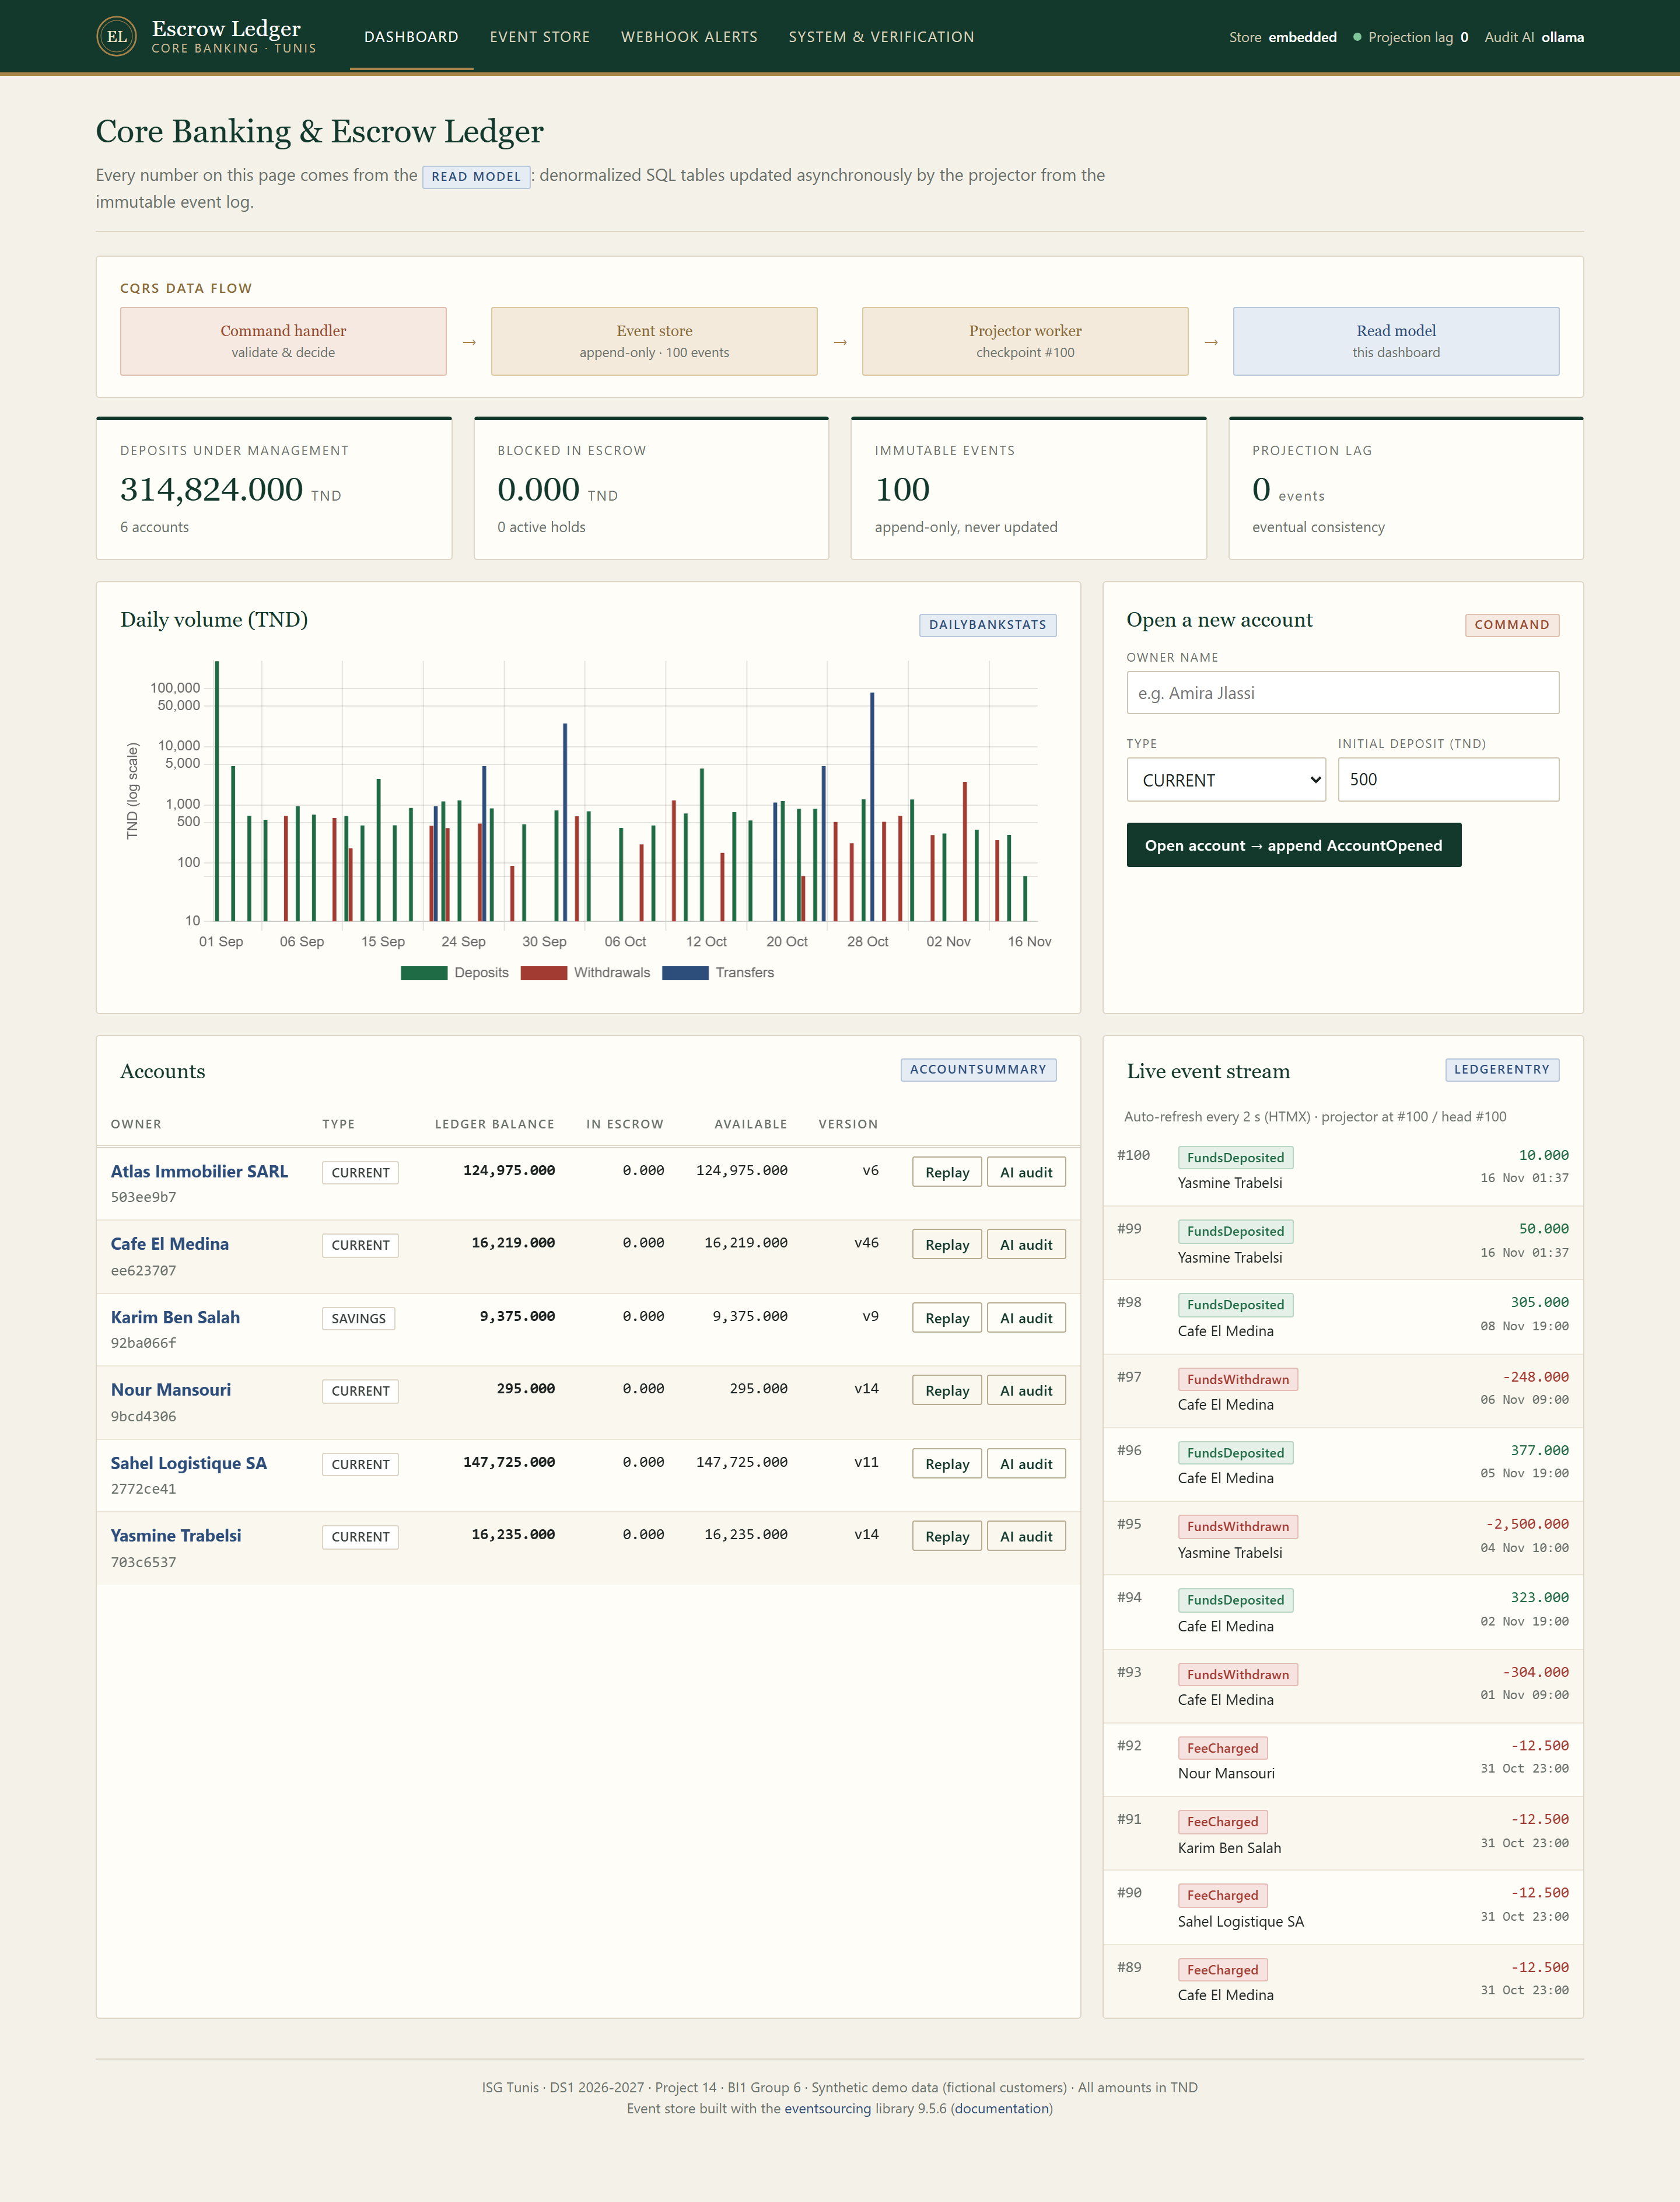 EL
Escrow Ledger
CORE BANKING · TUNIS
DASHBOARD
EVENT STORE
WEBHOOK ALERTS
SYSTEM & VERIFICATION
Store embedded
Projection lag 0
Audit AI ollama
Core Banking & Escrow Ledger
Every number on this page comes from the READ MODEL : denormalized SQL tables updated asynchronously by the projector from the
immutable event log.
CQRS DATA FLOW
Command handler
validate & decide
→
Event store
append-only · 100 events
→
Projector worker
checkpoint #100
→
Read model
this dashboard
DEPOSITS UNDER MANAGEMENT
314,824.000 TND
6 accounts
BLOCKED IN ESCROW
0.000 TND
0 active holds
IMMUTABLE EVENTS
100
append-only, never updated
PROJECTION LAG
0 events
eventual consistency
Daily volume (TND)
DAILYBANKSTATS
TND (log scale)
100,000
50,000
10,000
5,000
1,000
500
100
10
01 Sep 06 Sep 15 Sep 24 Sep 30 Sep 06 Oct 12 Oct 20 Oct 28 Oct 02 Nov 16 Nov
Deposits Withdrawals Transfers
Open a new account
COMMAND
OWNER NAME
e.g. Amira Jlassi
TYPE
CURRENT
INITIAL DEPOSIT (TND)
500
Open account → append AccountOpened
Accounts
ACCOUNTSUMMARY
OWNER TYPE LEDGER BALANCE IN ESCROW AVAILABLE VERSION
Atlas Immobilier SARL CURRENT 124,975.000 0.000 124,975.000 v6 Replay AI audit
503ee9b7
Cafe El Medina CURRENT 16,219.000 0.000 16,219.000 v46 Replay AI audit
ee623707
Karim Ben Salah SAVINGS 9,375.000 0.000 9,375.000 v9 Replay AI audit
92ba066f
Nour Mansouri CURRENT 295.000 0.000 295.000 v14 Replay AI audit
9bcd4306
Sahel Logistique SA CURRENT 147,725.000 0.000 147,725.000 v11 Replay AI audit
2772ce41
Yasmine Trabelsi CURRENT 16,235.000 0.000 16,235.000 v14 Replay AI audit
703c6537
Live event stream
LEDGERENTRY
Auto-refresh every 2 s (HTMX) · projector at #100 / head #100
#100 FundsDeposited 10.000
Yasmine Trabelsi 16 Nov 01:37
#99 FundsDeposited 50.000
Yasmine Trabelsi 16 Nov 01:37
#98 FundsDeposited 305.000
Cafe El Medina 08 Nov 19:00
#97 FundsWithdrawn -248.000
Cafe El Medina 06 Nov 09:00
#96 FundsDeposited 377.000
Cafe El Medina 05 Nov 19:00
#95 FundsWithdrawn -2,500.000
Yasmine Trabelsi 04 Nov 10:00
#94 FundsDeposited 323.000
Cafe El Medina 02 Nov 19:00
#93 FundsWithdrawn -304.000
Cafe El Medina 01 Nov 09:00
#92 FeeCharged -12.500
Nour Mansouri 31 Oct 23:00
#91 FeeCharged -12.500
Karim Ben Salah 31 Oct 23:00
#90 FeeCharged -12.500
Sahel Logistique SA 31 Oct 23:00
#89 FeeCharged -12.500
Cafe El Medina 31 Oct 23:00
ISG Tunis · DS1 2026-2027 · Project 14 · BI1 Group 6 · Synthetic demo data (fictional customers) · All amounts in TND
Event store built with the eventsourcing library 9.5.6 (documentation)